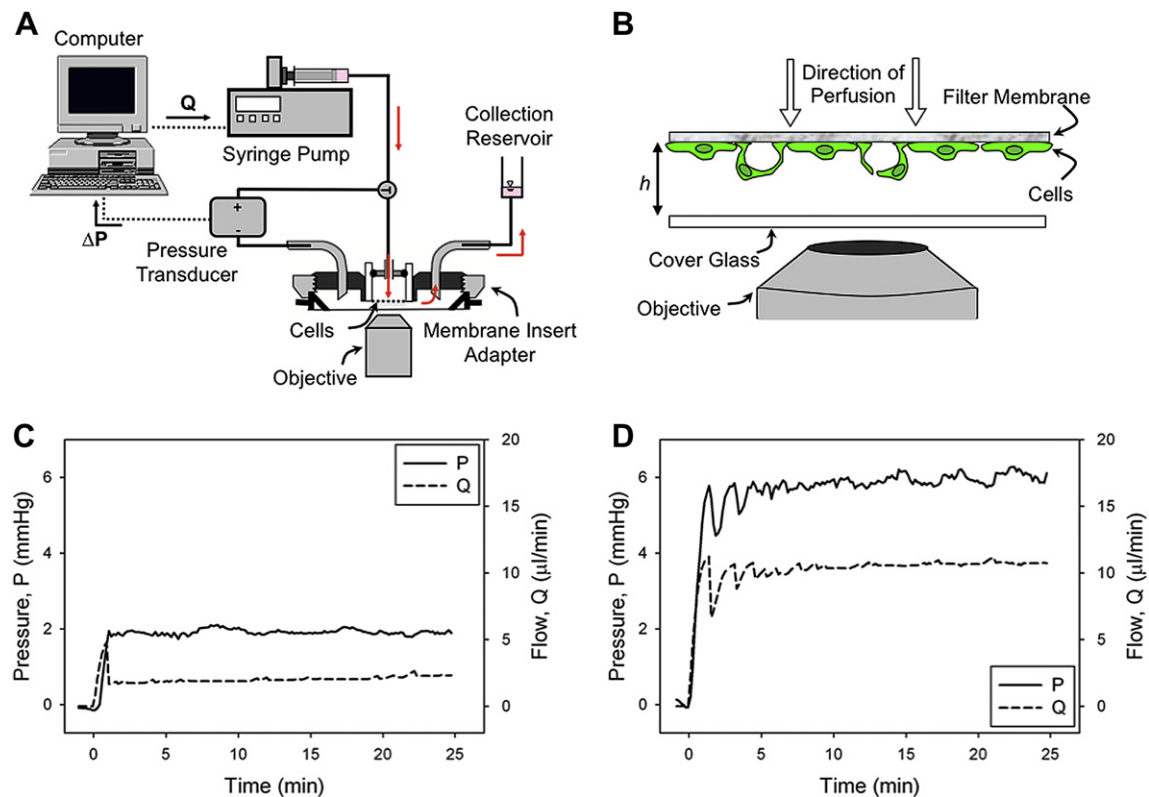 A
Computer
Q
Syringe Pump
Collection
Reservoir
ΔP
+
-
Pressure
Transducer
Cells
Objective
Membrane Insert
Adapter
B
Direction of
Perfusion
Filter Membrane
h
Cells
Cover Glass
Objective
C
P
Q
Pressure, P (mmHg)
6
4
2
0
Flow, Q (μl/min)
20
15
10
5
0
0 5 10 15 20 25
Time (min)
D
Pressure, P (mmHg)
6
4
2
0
Flow, Q (μl/min)
20
15
10
5
0
P
Q
0 5 10 15 20 25
Time (min)